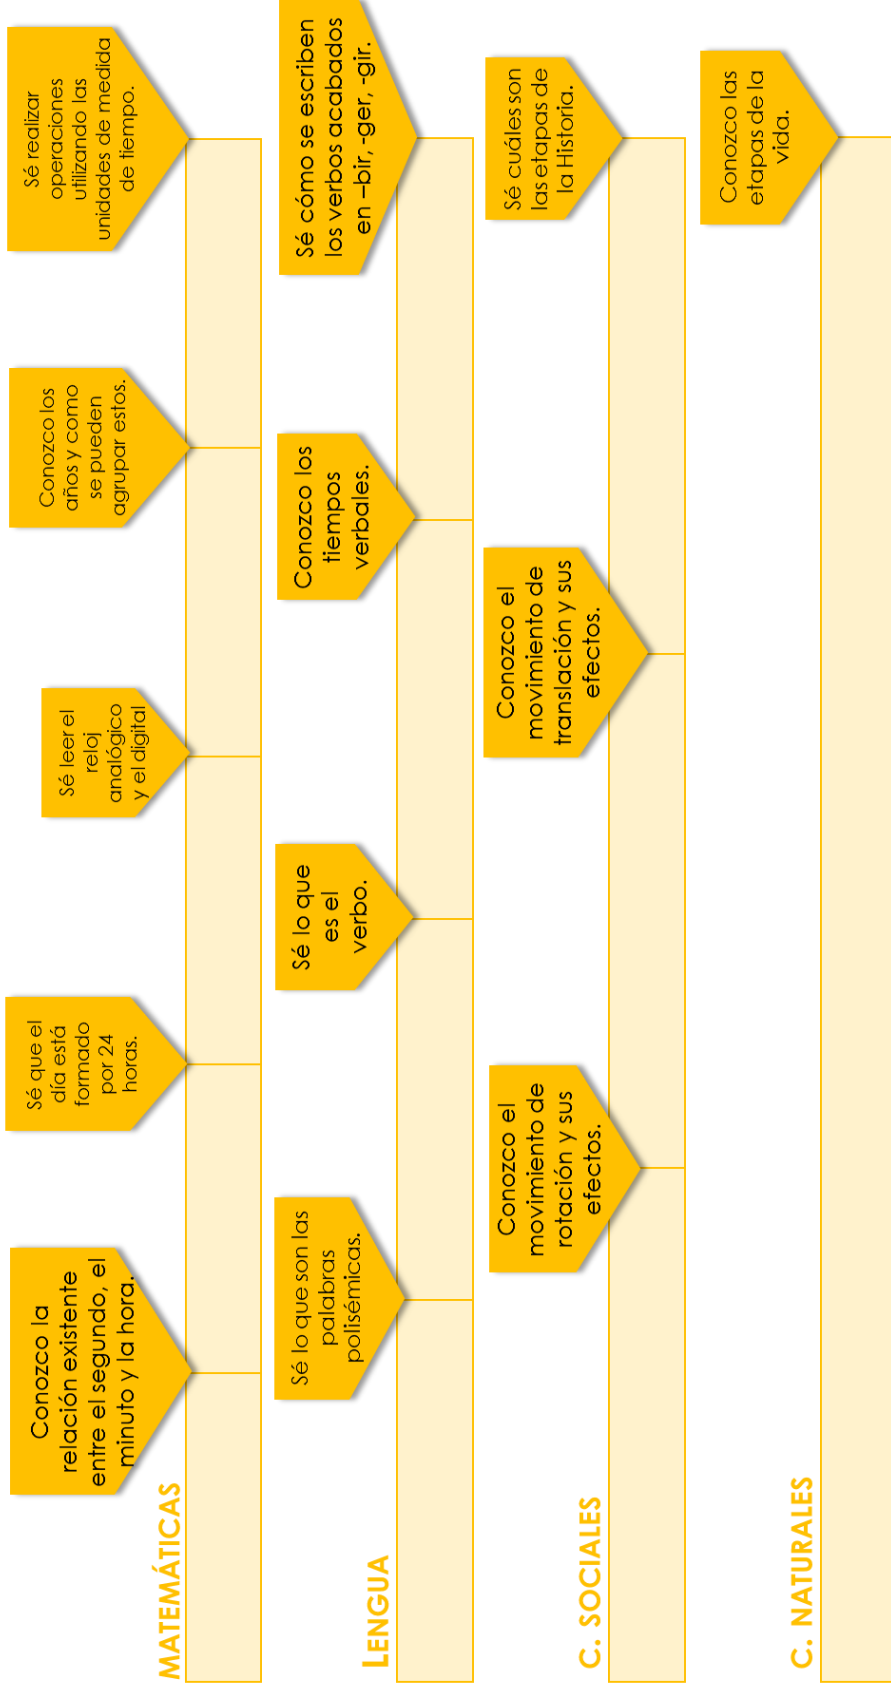 Conozco la
relación existente
entre el segundo, el
minuto y la hora.
Sé que el
día está
formado
por 24
horas.
Sé leer el
reloj
analógico
y el digital
Conozco los
años y como
se pueden
agrupar estos.
Sé realizar
operaciones
utilizando las
unidades de medida
de tiempo.
MATEMÁTICAS
Sé lo que son las
palabras
polisémicas.
Sé lo que
es el
verbo.
Conozco los
tiempos
verbales.
Sé cómo se escriben
los verbos acabados
en –bir, -ger, -gir.
LENGUA
Conozco el
movimiento de
rotación y sus
efectos.
Conozco el
movimiento de
translación y sus
efectos.
Sé cuáles son
las etapas de
la Historia.
C. SOCIALES
Conozco las
etapas de la
vida.
C. NATURALES